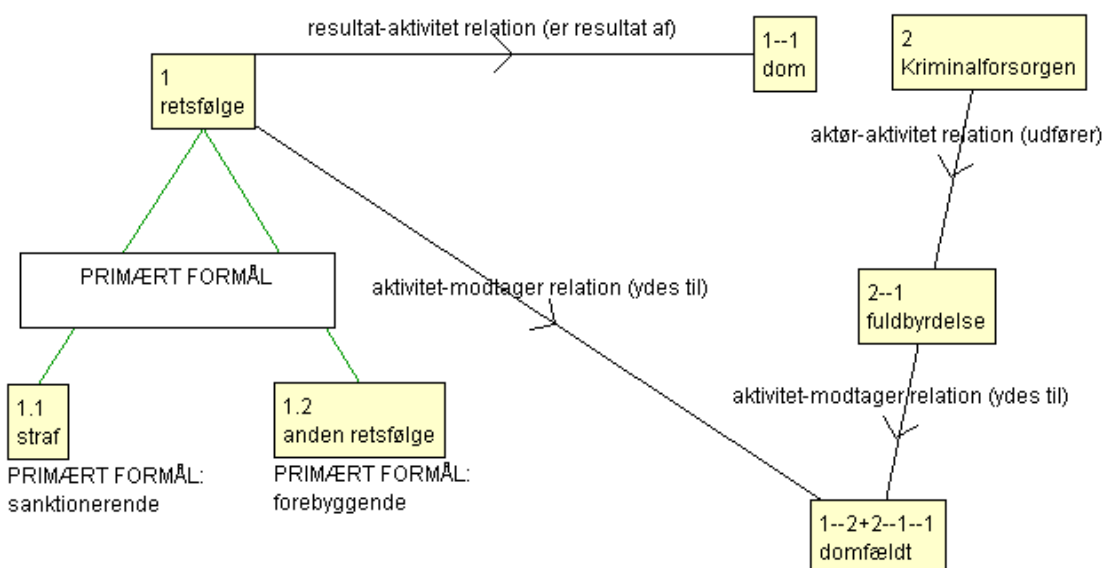 resultat-aktivitet relation (er resultat af)
1--1
dom
2
Kriminalforsorgen
1
retsfølge
aktør-aktivitet relation (udfører)
PRIMÆRT FORMÅL
aktivitet-modtager relation (ydes til)
2--1
fuldbyrdelse
aktivitet-modtager relation (ydes til)
1.1
straf
1.2
anden retsfølge
PRIMÆRT FORMÅL:
sanktionerende
PRIMÆRT FORMÅL:
forebyggende
1--2+2--1--1
domfældt